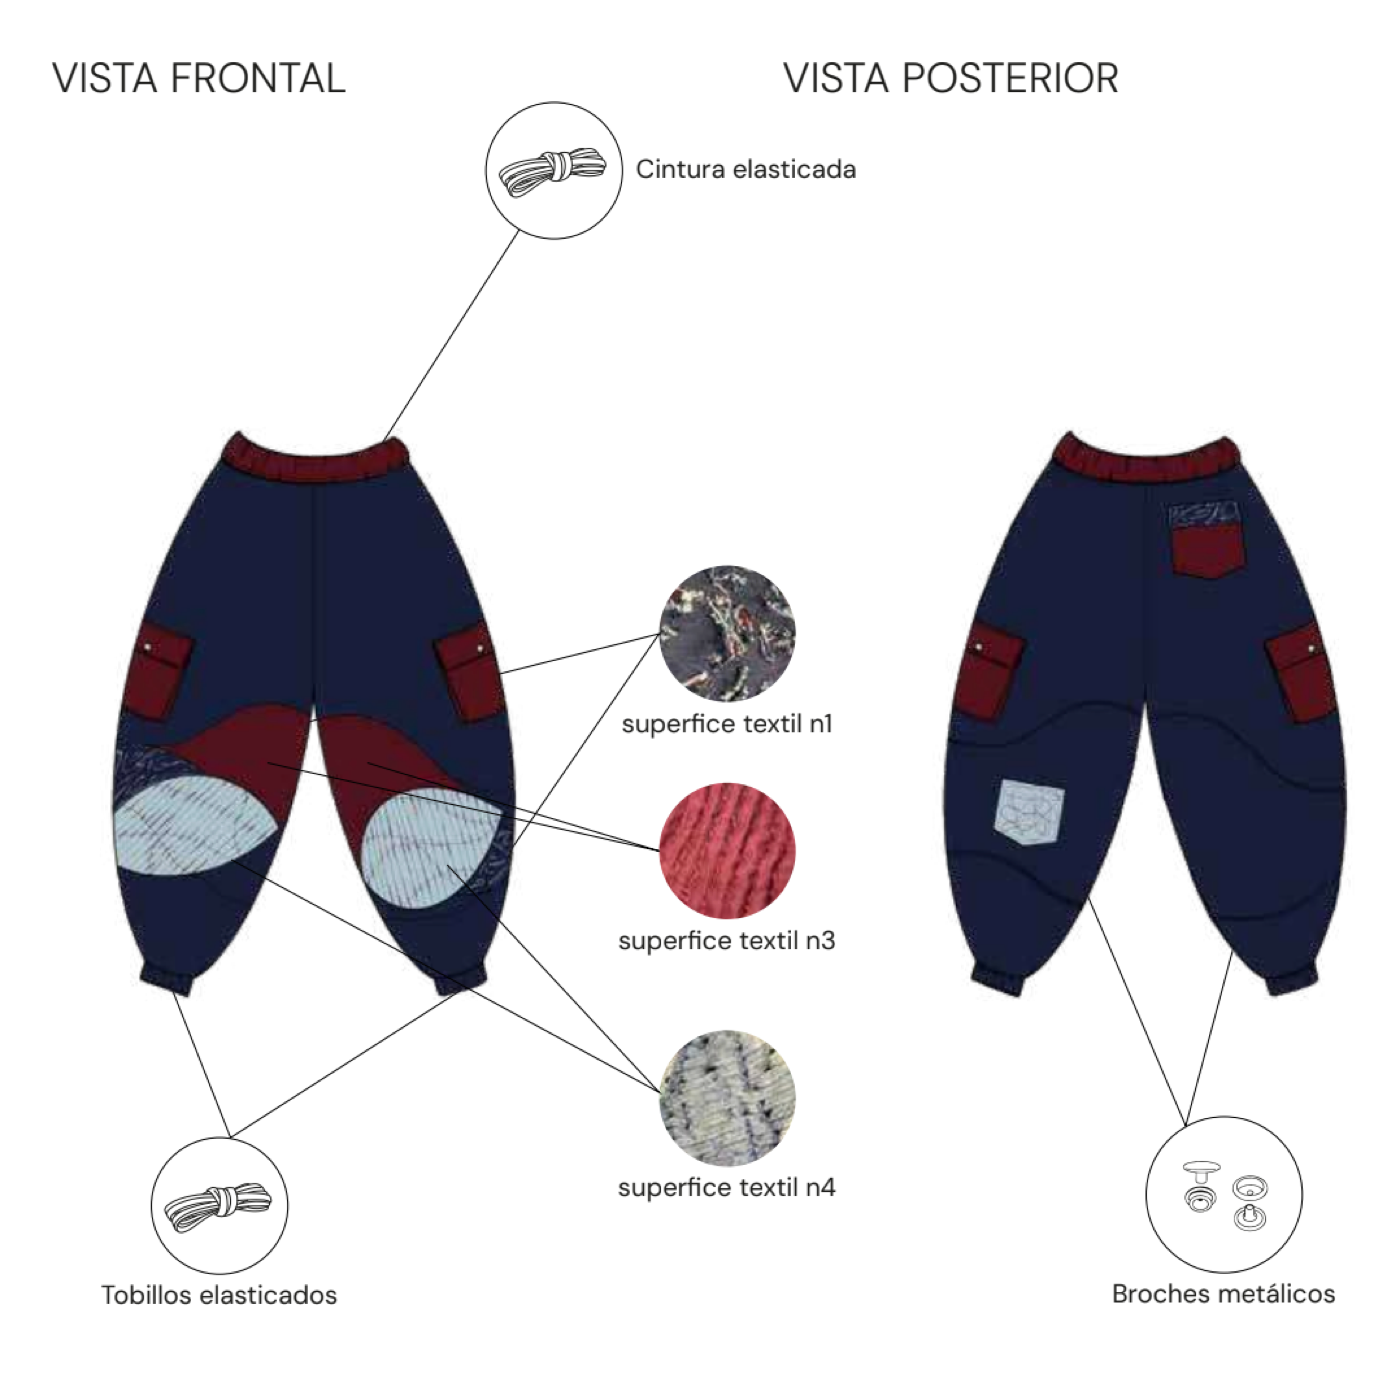 VISTA FRONTAL
VISTA POSTERIOR
Cintura elasticada
superfice textil n1
superfice textil n3
superfice textil n4
Tobillos elasticados
Broches metálicos